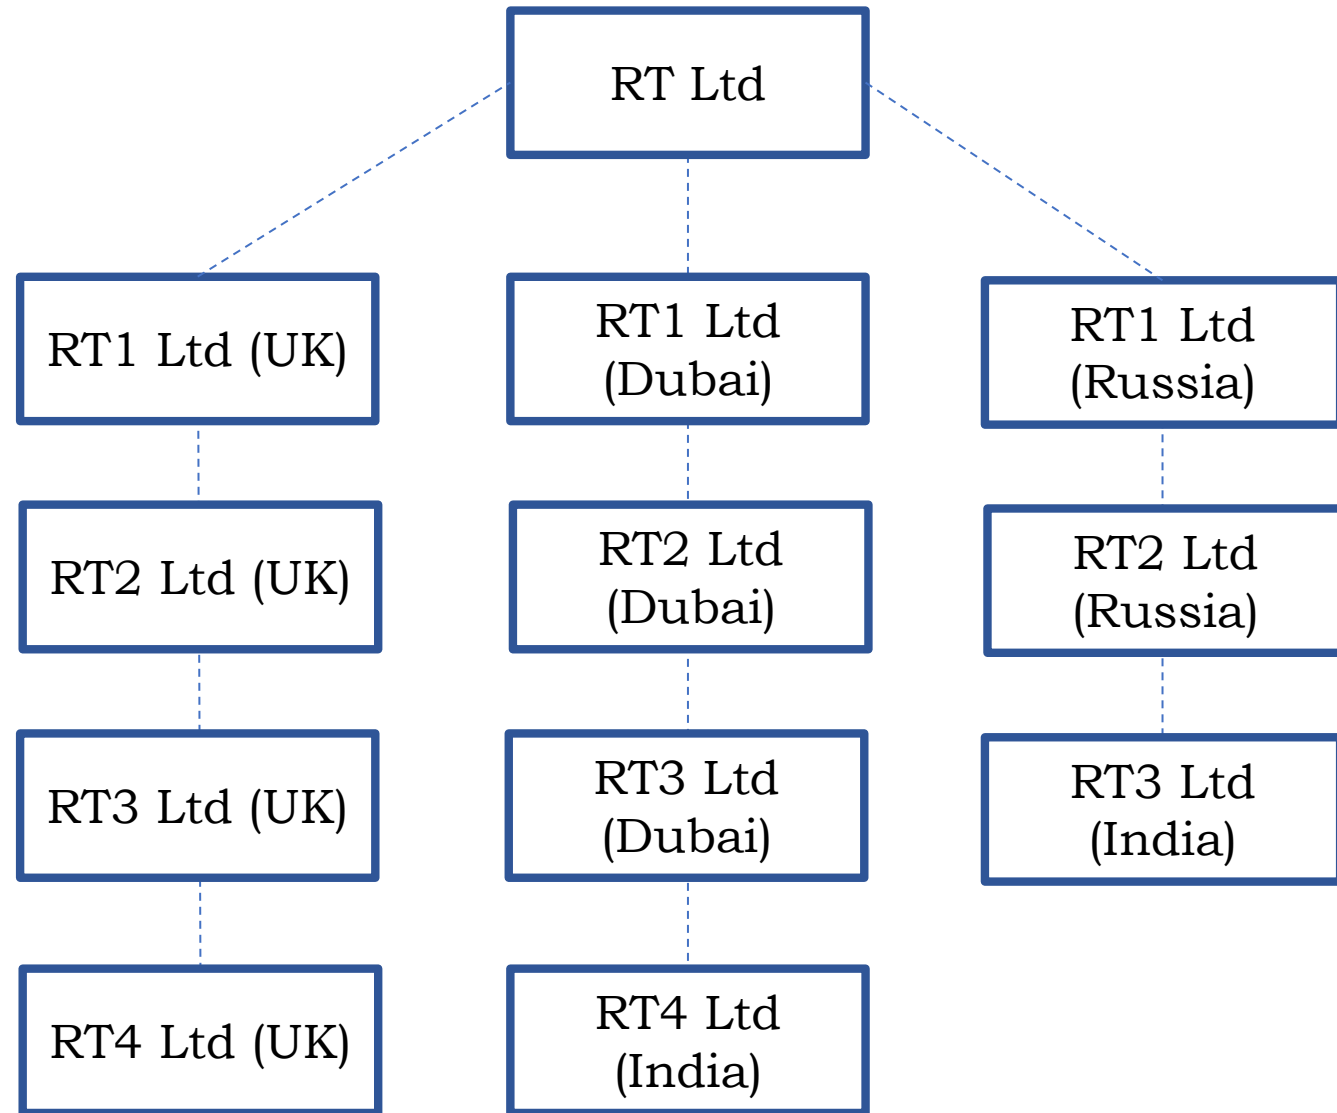 RT Ltd
RT1 Ltd (UK)
RT1 Ltd
(Dubai)
RT1 Ltd
(Russia)
RT2 Ltd (UK)
RT2 Ltd
(Dubai)
RT2 Ltd
(Russia)
RT3 Ltd (UK)
RT3 Ltd
(Dubai)
RT3 Ltd
(India)
RT4 Ltd (UK)
RT4 Ltd
(India)